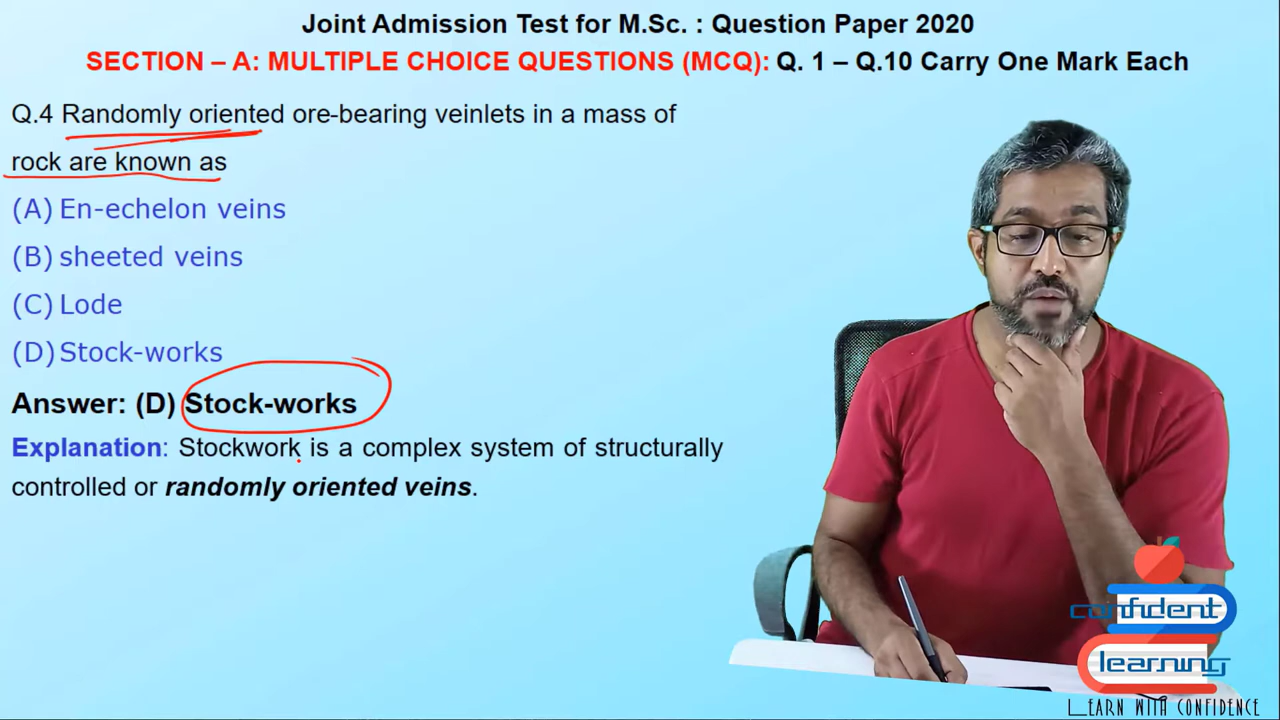 Joint Admission Test for M.Sc. : Question Paper 2020
SECTION – A: MULTIPLE CHOICE QUESTIONS (MCQ): Q. 1 – Q.10 Carry One Mark Each
Q.4 Randomly oriented ore-bearing veinlets in a mass of
rock are known as
(A) En-echelon veins
(B) sheeted veins
(C) Lode
(D) Stock-works
Answer: (D) Stock-works
Explanation: Stockwork is a complex system of structurally
controlled or randomly oriented veins.
confident
learning
LEARN WITH CONFIDENCE